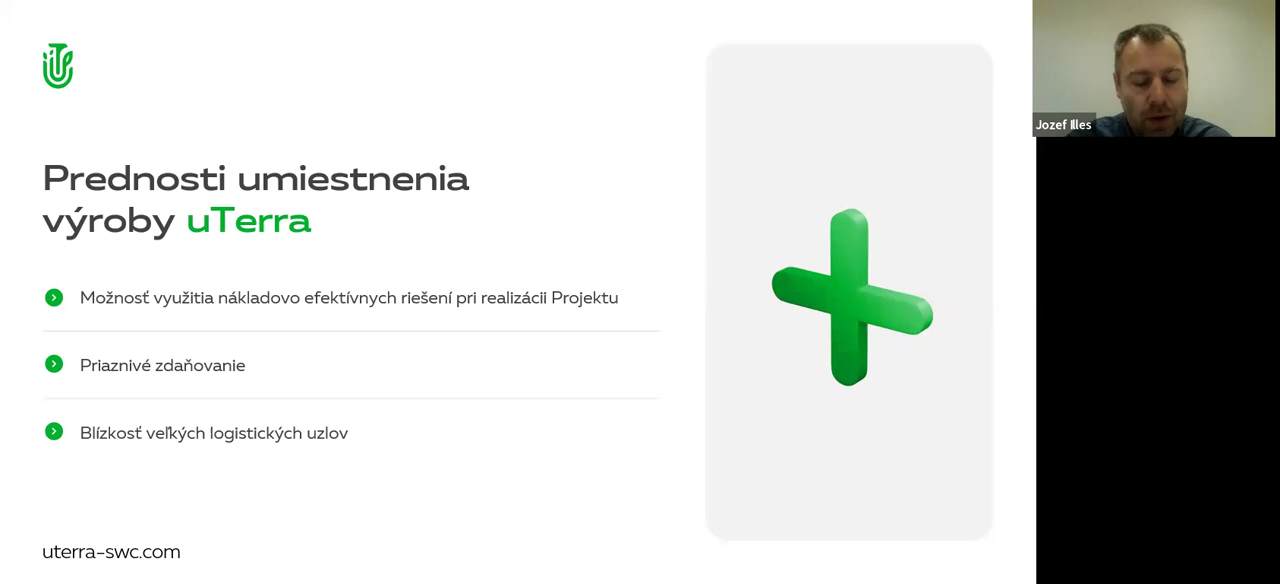 Prednosti umiestnenia
výroby uTerra
Možnosť využitia nákladovo efektívnych riešení pri realizácii Projektu
Priaznivé zdaňovanie
Blízkosť veľkých logistických uzlov
uterra-swc.com
Jozef Illes